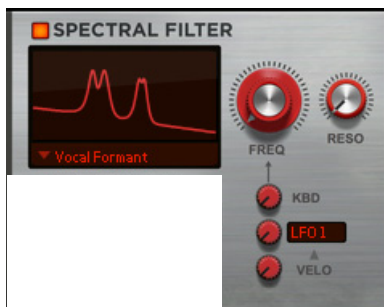 SPECTRAL FILTER
Vocal Formant
FREQ
RESO
KBD
LFO 1
VELO